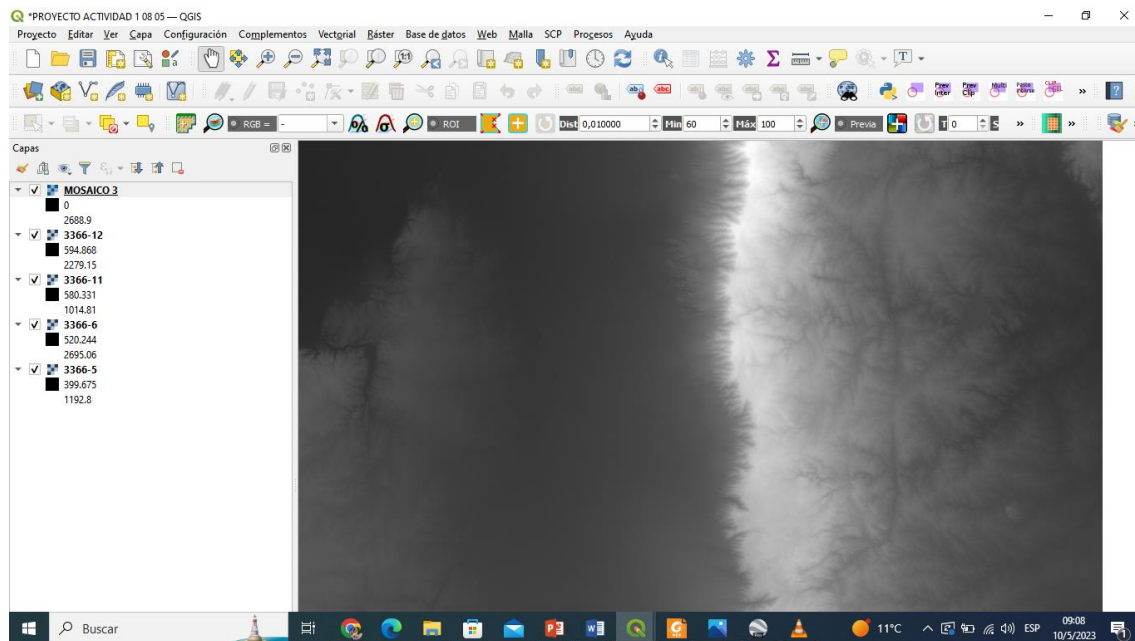 *PROYECTO ACTIVIDAD 1 08 05 — QGIS
Proyecto Editar Ver Capa Configuración Complementos Vectorial Ráster Base de datos Web Malla SCP Procesos Ayuda
RGB = - ROI Dist 0,010000 Min 60 Máx 100 Previa T 0 S
Capas
MOSAICO 3
0
2688.9
3366-12
594.868
2279.15
3366-11
580.331
1014.81
3366-6
520.244
2695.06
3366-5
399.675
1192.8
Buscar
11°C
ESP
09:08
10/5/2023